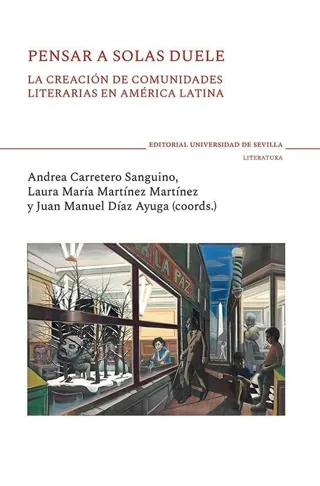 PENSAR A SOLAS DUELE
LA CREACIÓN DE COMUNIDADES
LITERARIAS EN AMÉRICA LATINA
EDITORIAL UNIVERSIDAD DE SEVILLA
LITERATURA
Andrea Carretero Sanguino,
Laura María Martínez Martínez
y Juan Manuel Díaz Ayuga (coords.)
LA PAZ